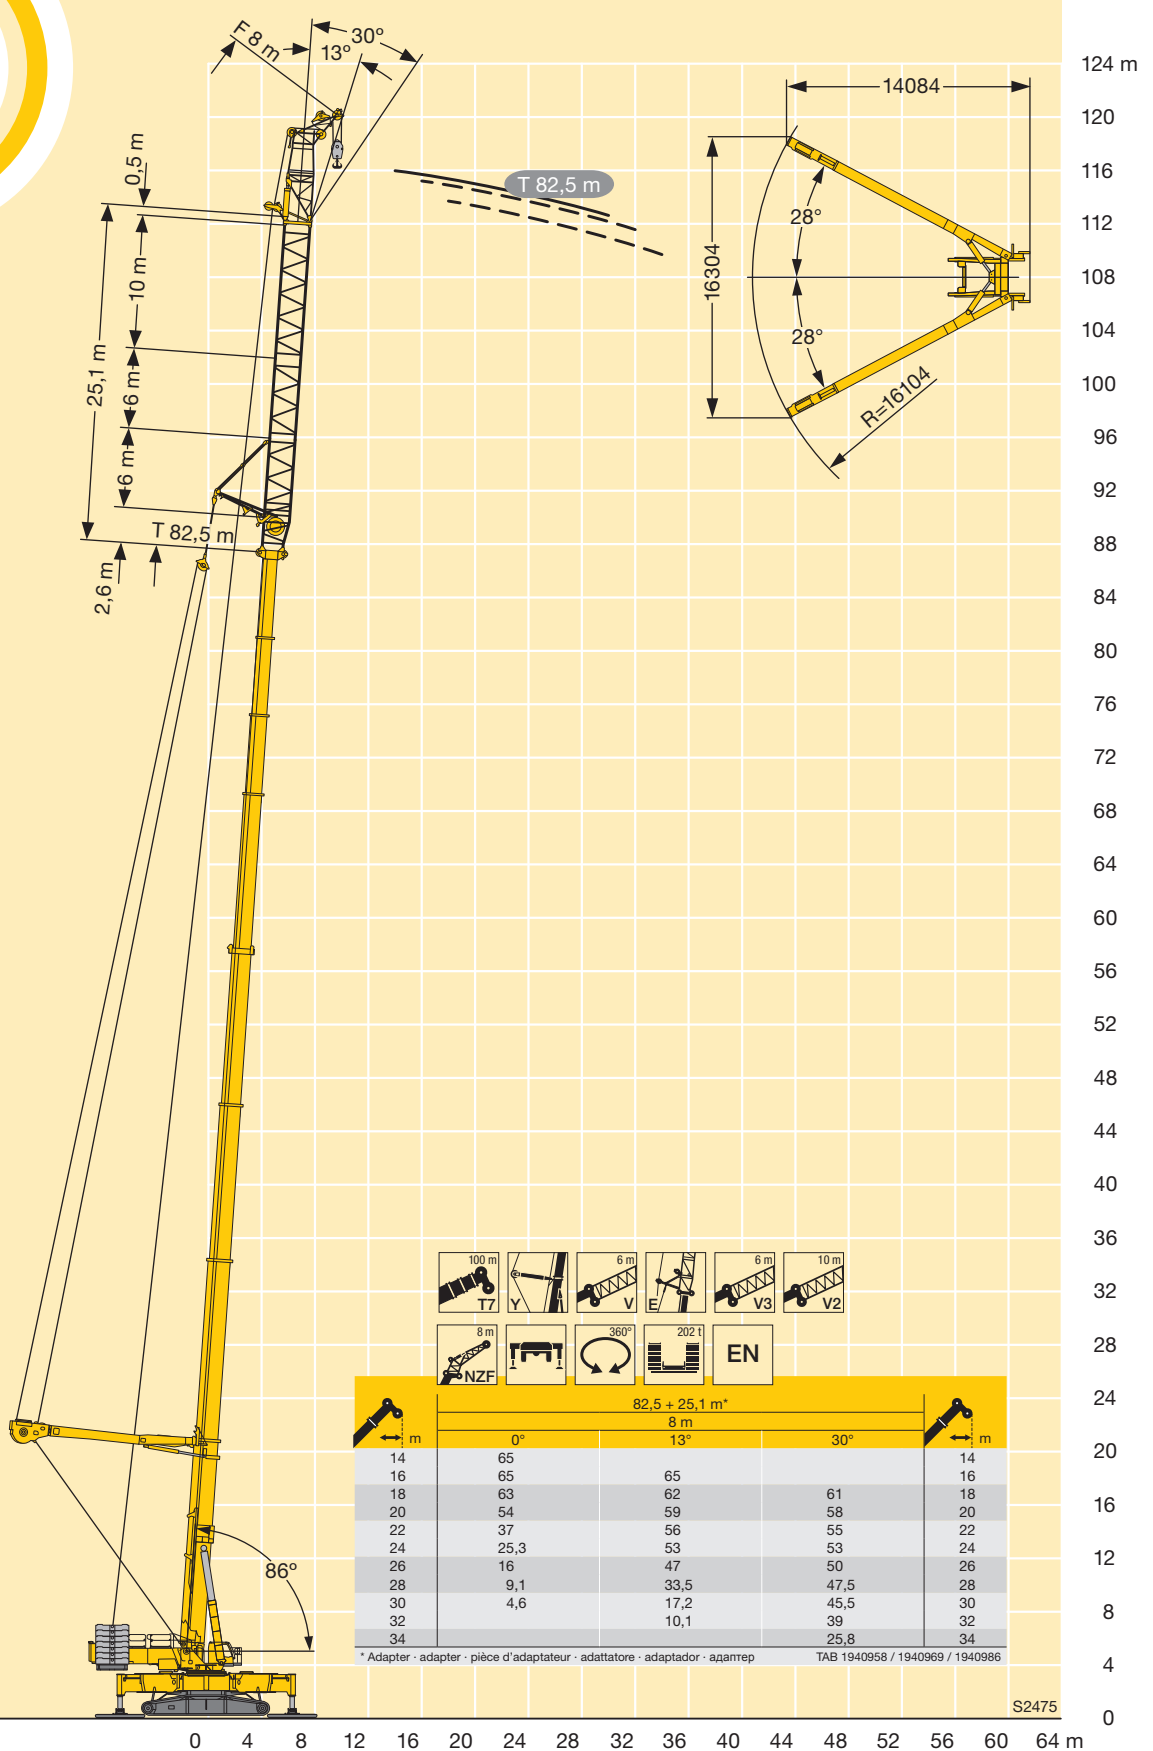 F 8 m
30°
13°
124 m
14084
120
0,5 m
116
T 82,5 m
28°
112
10 m
16304
108
104
28°
25,1 m
6 m
100
R=16104
96
6 m
92
T 82,5 m
88
2,6 m
84
80
76
72
68
64
60
56
52
48
44
40
36
100 m
T7
Y
6 m
V
E
6 m
V3
10 m
V2
32
8 m
NZF
360°
202 t
EN
28
24
82,5 + 25,1 m*
8 m
m 0° 13° 30° m
20
14 65 14
16 65 65 16
18 63 62 61 18
20 54 59 58 20
22 37 56 55 22
24 25,3 53 53 24
26 16 47 50 26
28 9,1 33,5 47,5 28
30 4,6 17,2 45,5 30
32 10,1 39 32
34 25,8 34
* Adapter · adapter · pièce d'adaptateur · adattatore · adaptador · адаптер TAB 1940958 / 1940969 / 1940986
16
12
86°
8
4
S2475
0
0 4 8 12 16 20 24 28 32 36 40 44 48 52 56 60 64 m